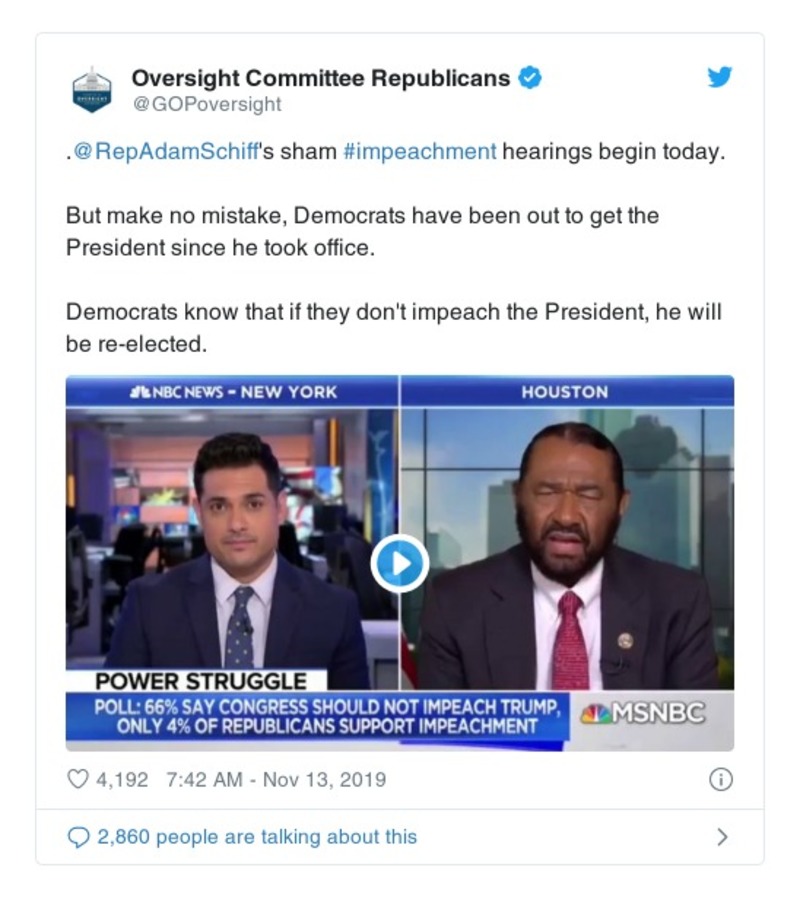 Oversight Committee Republicans
@GOPoversight
.@RepAdamSchiff's sham #impeachment hearings begin today.
But make no mistake, Democrats have been out to get the
President since he took office.
Democrats know that if they don't impeach the President, he will
be re-elected.
NBC NEWS - NEW YORK
HOUSTON
POWER STRUGGLE
POLL: 66% SAY CONGRESS SHOULD NOT IMPEACH TRUMP,
ONLY 4% OF REPUBLICANS SUPPORT IMPEACHMENT
MSNBC
4,192 7:42 AM - Nov 13, 2019
2,860 people are talking about this